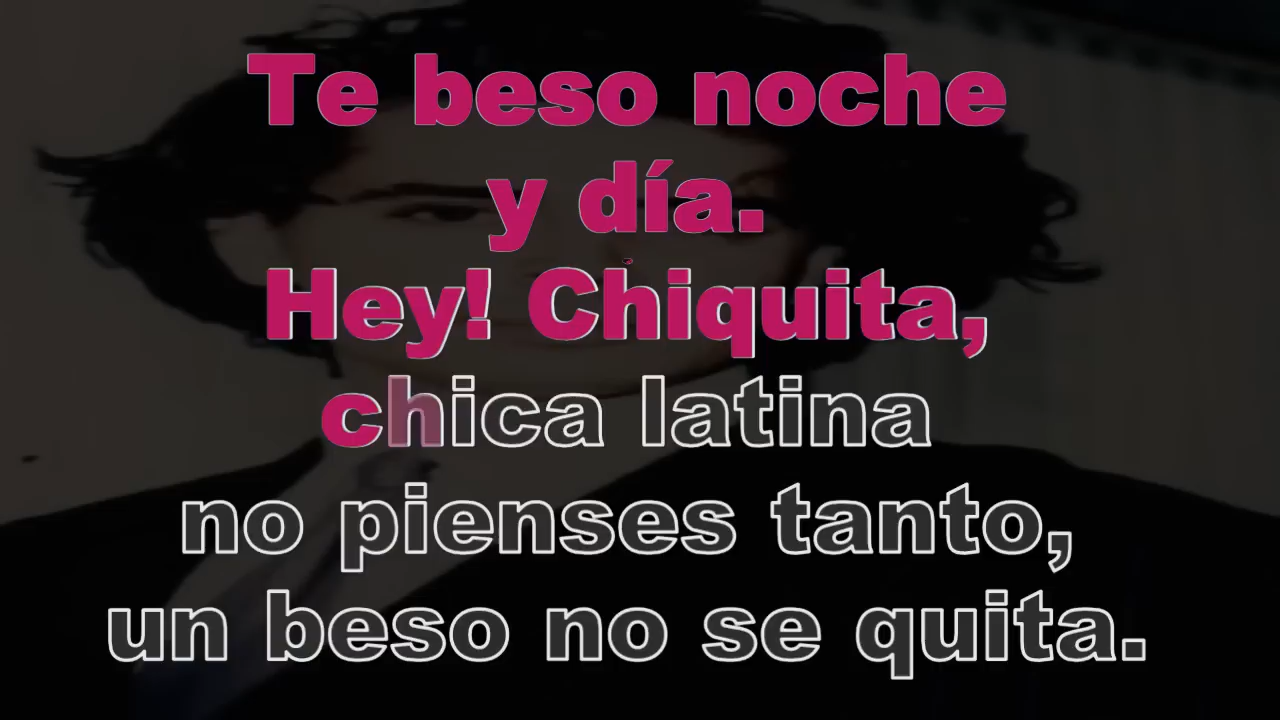 Te beso noche
y día.
Hey! Chiquita,
chica latina
no pienses tanto,
un beso no se quita.